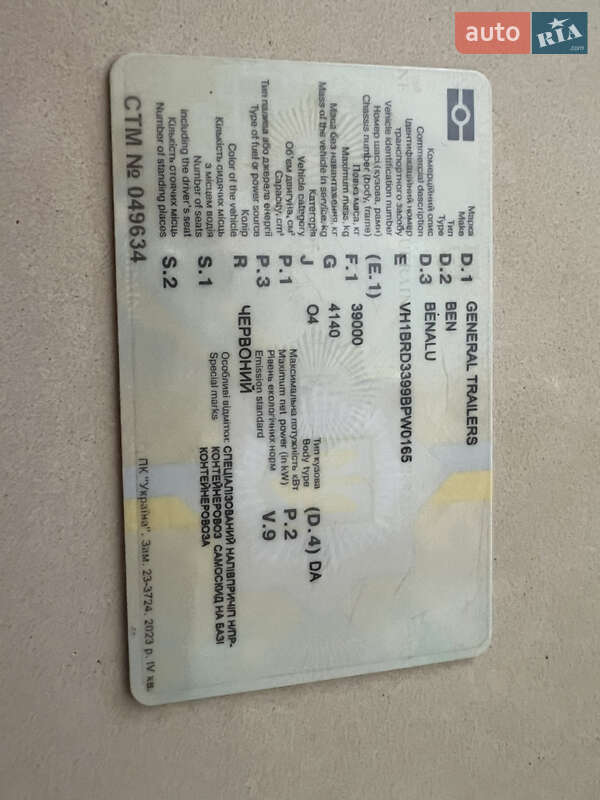 auto RIA .com
Марка D.1 GENERAL TRAILERS
Make
Тип D.2 BEN
Type
Комерційний опис D.3 BENALU
Commercial description
Ідентифікаційний номер E VH1BRD3399BPW0165
транспортного засобу
Vehicle identification number
Номер шасі (кузова, рами) (E.1)
Chassis number (body, frame)
Повна маса, кг F.1 39000
Maximum mass, kg
Маса без навантаження, кг G 4140
Mass of the vehicle in service, kg
Категорія J O4 Тип кузова (D.4) DA
Vehicle category Body type
Об'єм двигуна, см³ P.1 Максимальна потужність кВт P.2
Capacity, cm³ Maximum net power (in kW)
Тип палива або джерела енергії P.3 Рівень екологічних норм V.9
Type of fuel or power source Emission standard
Колір R ЧЕРВОНИЙ
Color of the vehicle
Кількість сидячих місць S.1 Особливі відмітки СПЕЦІАЛІЗОВАНИЙ НАПІВПРИЧІП Н/ПР-
з місцем водія Special marks КОНТЕЙНЕРОВОЗ САМОСКИД НА БАЗІ
Number of seats КОНТЕЙНЕРОВОЗА
including the driver's seat
Кількість стоячих місць S.2
Number of standing places
СТМ № 049634
ПК "Україна". Зам. 23-3724. 2023 р. IV кв.